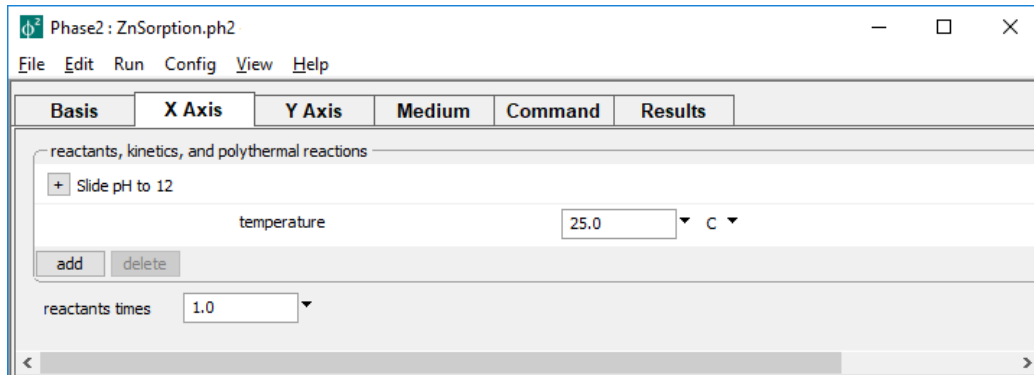 φ² Phase2 : ZnSorption.ph2
File Edit Run Config View Help
Basis X Axis Y Axis Medium Command Results
reactants, kinetics, and polythermal reactions
+ Slide pH to 12
temperature 25.0 C
add delete
reactants times 1.0